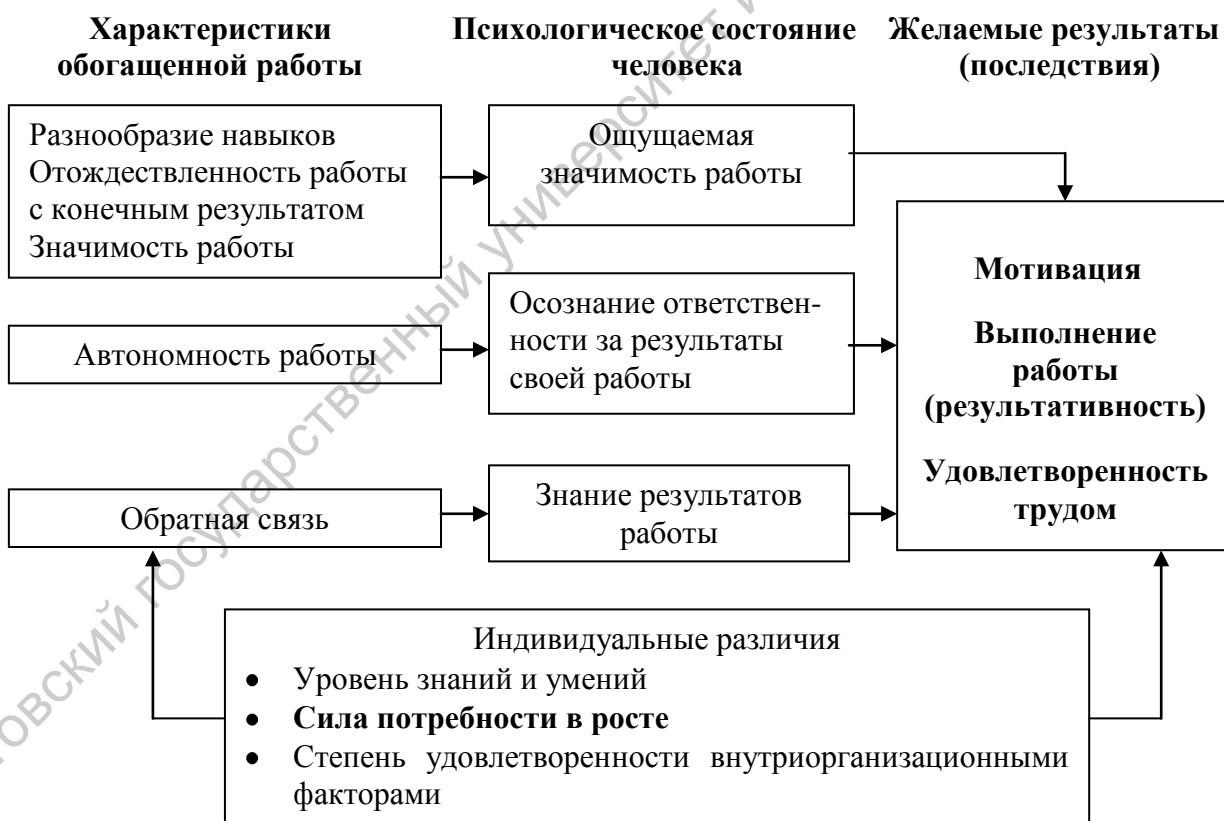 Характеристики
обогащенной работы
Психологическое состояние
человека
Желаемые результаты
(последствия)
Разнообразие навыков
Отождествленность работы
с конечным результатом
Значимость работы
Ощущаемая
значимость работы
Автономность работы
Осознание ответствен-
ности за результаты
своей работы
Обратная связь
Знание результатов
работы
Мотивация
Выполнение
работы
(результативность)
Удовлетворенность
трудом
Индивидуальные различия
• Уровень знаний и умений
• Сила потребности в росте
• Степень удовлетворенности внутриорганизационными
факторами
государственный университет